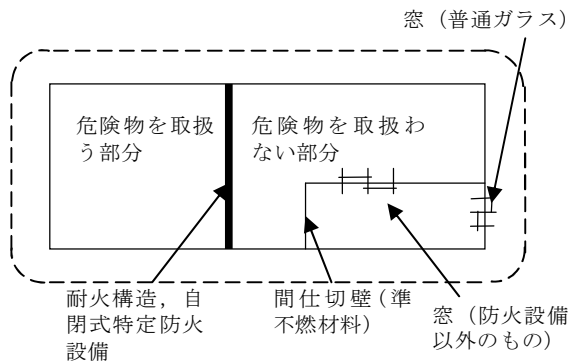 窓（普通ガラス）
危険物を取扱
う部分
危険物を取扱わ
ない部分
耐火構造，自
閉式特定防火
設備
間仕切壁（準
不燃材料）
窓（防火設備
以外のもの）